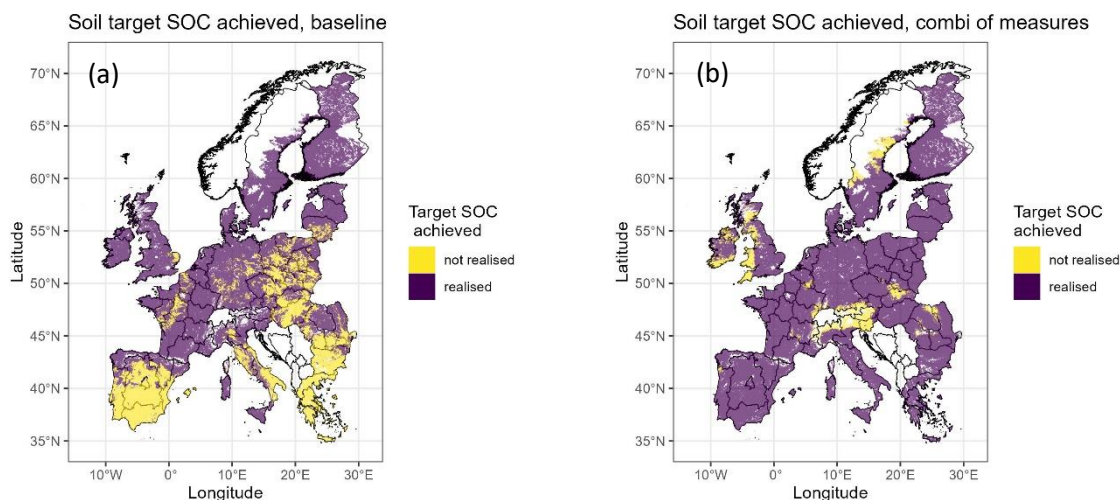 Soil target SOC achieved, baseline
(a)
70°N
65°N
60°N
55°N
50°N
45°N
40°N
35°N
Latitude
10°W 0° 10°E 20°E 30°E
Longitude
Target SOC
achieved
not realised
realised
Soil target SOC achieved, combi of measures
(b)
70°N
65°N
60°N
55°N
50°N
45°N
40°N
35°N
Latitude
10°W 0° 10°E 20°E 30°E
Longitude
Target SOC
achieved
not realised
realised